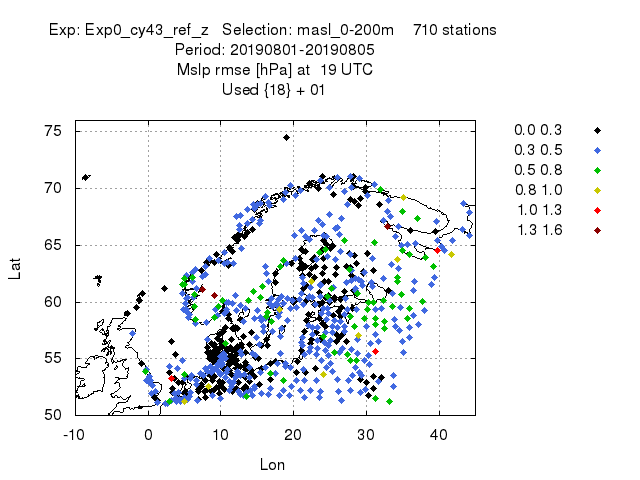 Exp: Exp0_cy43_ref_z Selection: masl_0-200m 710 stations
Period: 20190801-20190805
Mslp rmse [hPa] at 19 UTC
Used {18} + 01
0.0 0.3
0.3 0.5
0.5 0.8
0.8 1.0
1.0 1.3
1.3 1.6
75
70
65
60
55
50
Lat
-10 0 10 20 30 40
Lon